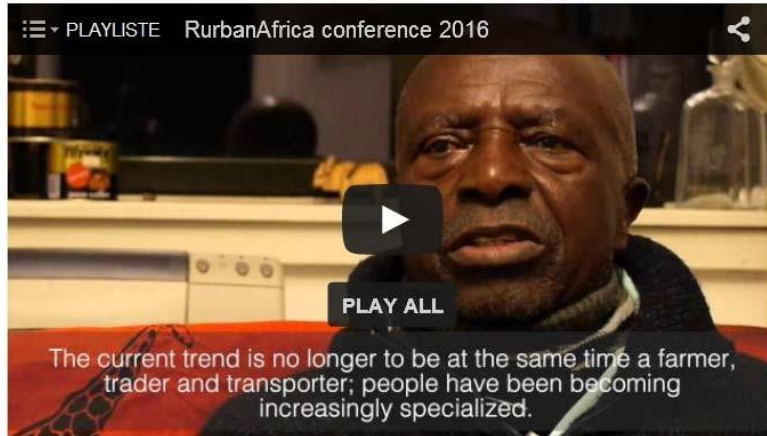 PLAYLISTE RurbanAfrica conference 2016
PLAY ALL
The current trend is no longer to be at the same time a farmer,
trader and transporter; people have been becoming
increasingly specialized.